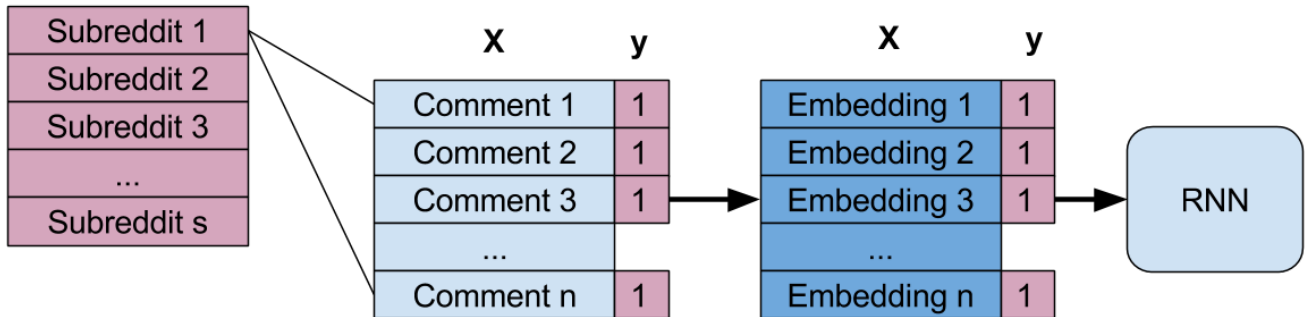 Subreddit 1
Subreddit 2
Subreddit 3
...
Subreddit s
X y
Comment 1 1
Comment 2 1
Comment 3 1
...
Comment n 1
X y
Embedding 1 1
Embedding 2 1
Embedding 3 1
...
Embedding n 1
RNN